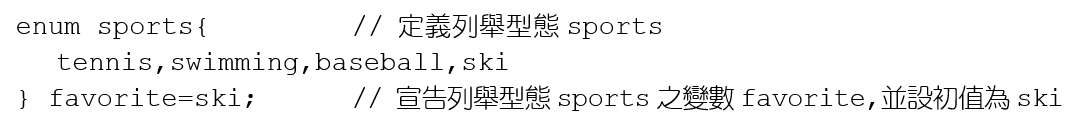 enum sports{ // 定義列舉型態 sports
tennis,swimming,baseball,ski
} favorite=ski; // 宣告列舉型態 sports 之變數 favorite,並設初值為 ski